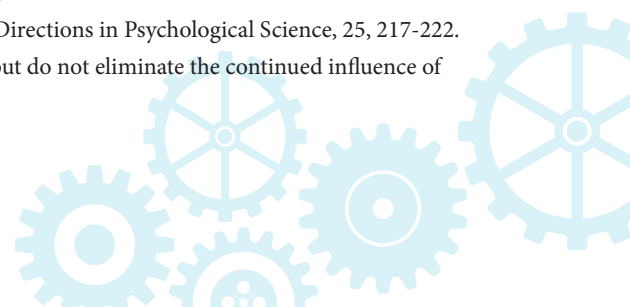 Directions in Psychological Science, 25, 217-222.
but do not eliminate the continued influence of